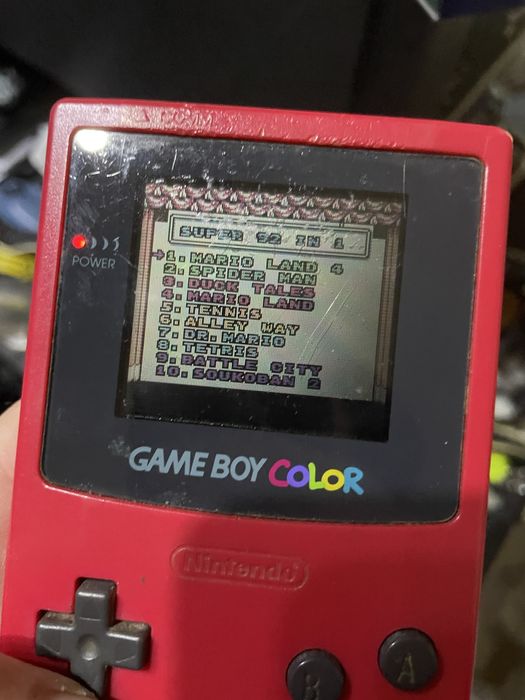 SUPER 92 IN 1
POWER
1. MARIO LAND 4
2. SPIDER MAN
3. DUCK TALES
4. MARIO LAND
5. TENNIS
6. ALLEY WAY
7. DR.MARIO
8. TETRIS
9. BATTLE CITY
10. SOUKOBAN 2
GAME BOY COLOR
Nintendo
A
B